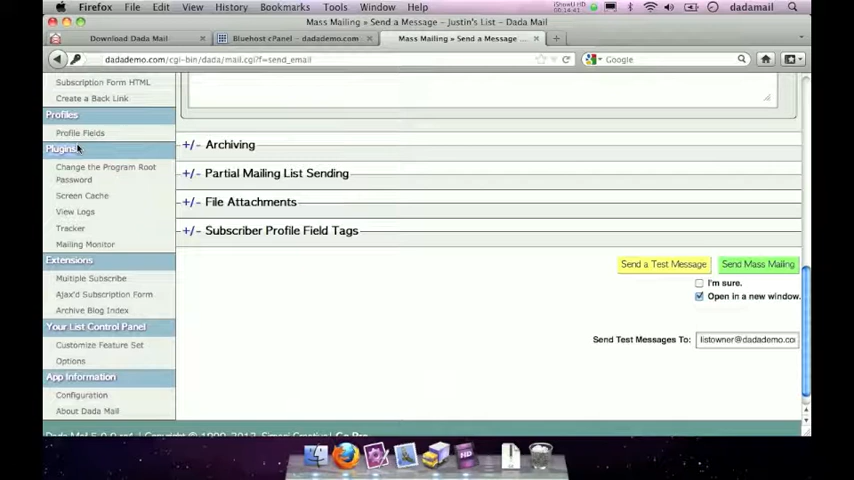 Firefox File Edit View History Bookmarks Tools Window Help dadamail
Mass Mailing » Send a Message – Justin's List – Dada Mail
Download Dada Mail
Bluehost cPanel – dadademo.com
Mass Mailing » Send a Message ...
dadademo.com/cgi-bin/dada/mail.cgi?f=send_email
Google
Subscription Form HTML
Create a Back Link
Profiles
Profile Fields
Plugins
Change the Program Root
Password
Screen Cache
View Logs
Tracker
Mailing Monitor
Extensions
Multiple Subscribe
Ajax'd Subscription Form
Archive Blog Index
Your List Control Panel
Customize Feature Set
Options
App Information
Configuration
About Dada Mail
+/- Archiving
+/- Partial Mailing List Sending
+/- File Attachments
+/- Subscriber Profile Field Tags
Send a Test Message
Send Mass Mailing
I'm sure.
Open in a new window.
Send Test Messages To:
listowner@dadademo.co
HD